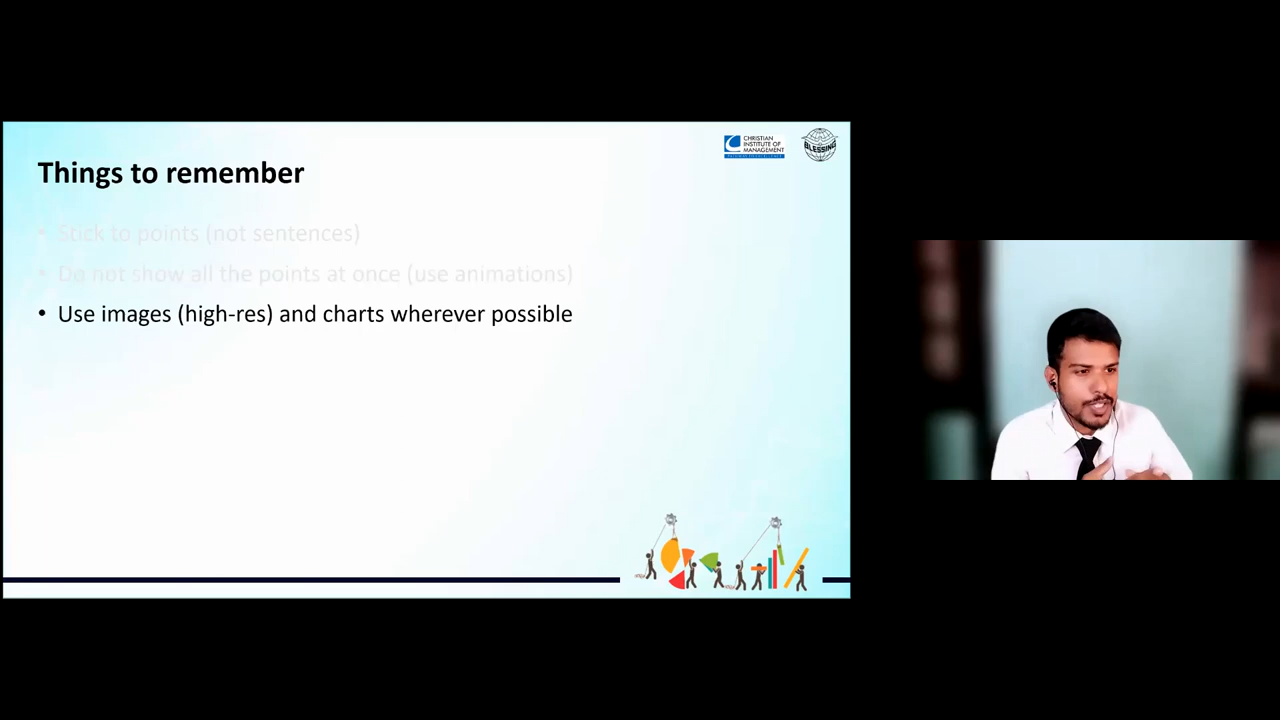 CHRISTIAN
INSTITUTE OF
MANAGEMENT
BLESSING
Things to remember
• Stick to points (not sentences)
• Do not show all the points at once (use animations)
• Use images (high-res) and charts wherever possible